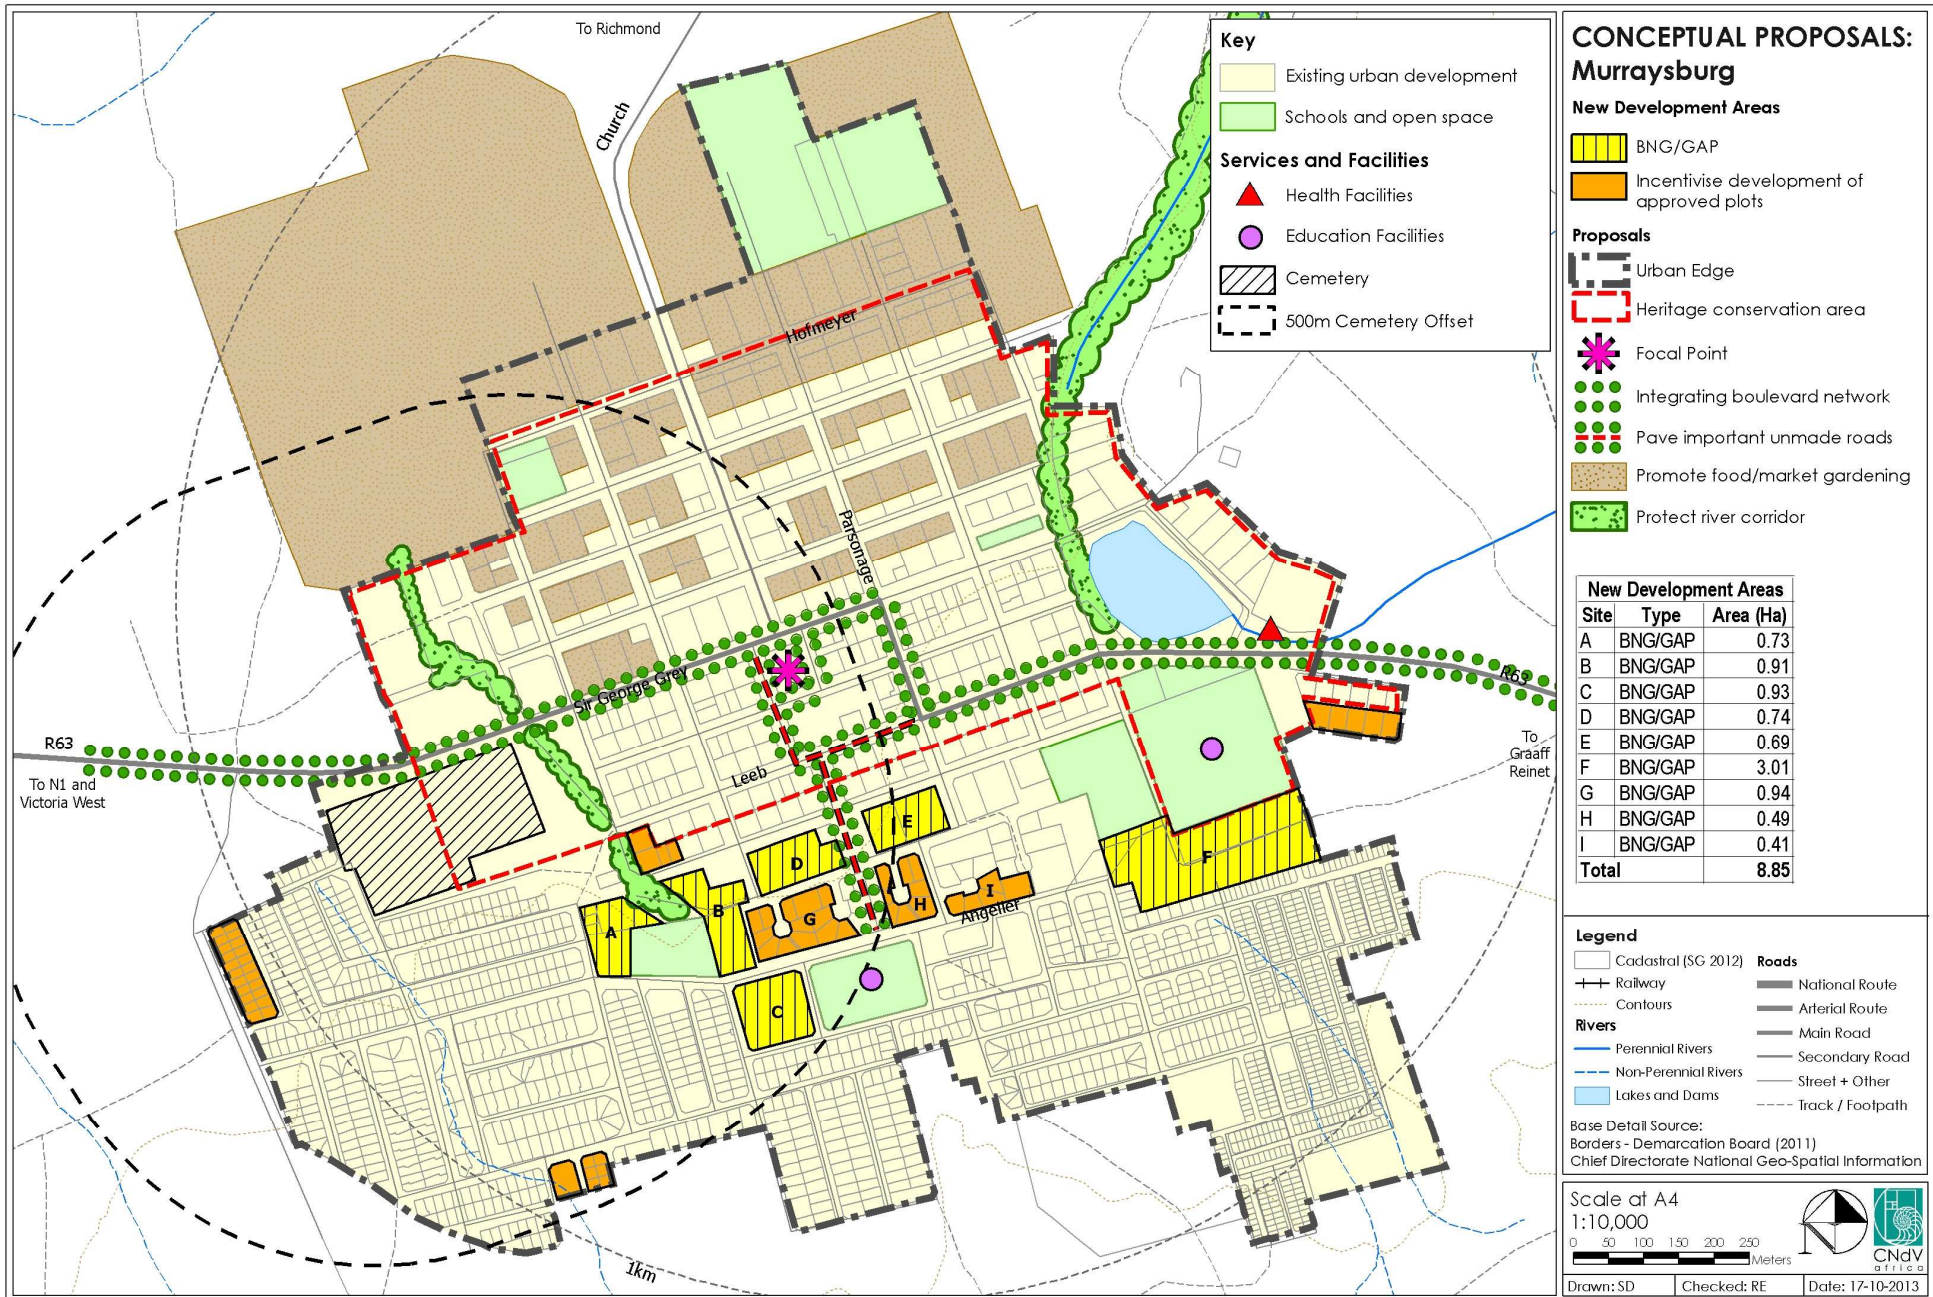 To Richmond
Church
Hofmeyer
Parsonage
Sir George Grey
Leeb
Angelier
R63
To N1 and
Victoria West
R63
To
Graaff
Reinet
1km
A
B
C
D
E
F
G
H
I
Key
Existing urban development
Schools and open space
Services and Facilities
Health Facilities
Education Facilities
Cemetery
500m Cemetery Offset
CONCEPTUAL PROPOSALS:
Murraysburg
New Development Areas
BNG/GAP
Incentivise development of
approved plots
Proposals
Urban Edge
Heritage conservation area
Focal Point
Integrating boulevard network
Pave important unmade roads
Promote food/market gardening
Protect river corridor
New Development Areas
Site Type Area (Ha)
A BNG/GAP 0.73
B BNG/GAP 0.91
C BNG/GAP 0.93
D BNG/GAP 0.74
E BNG/GAP 0.69
F BNG/GAP 3.01
G BNG/GAP 0.94
H BNG/GAP 0.49
I BNG/GAP 0.41
Total 8.85
Legend
Cadastral (SG 2012)
Railway
Contours
Rivers
Perennial Rivers
Non-Perennial Rivers
Lakes and Dams
Roads
National Route
Arterial Route
Main Road
Secondary Road
Street + Other
Track / Footpath
Base Detail Source:
Borders - Demarcation Board (2011)
Chief Directorate National Geo-Spatial Information
Scale at A4
1:10,000
0 50 100 150 200 250
Meters
CNdV
africa
Drawn: SD Checked: RE Date: 17-10-2013